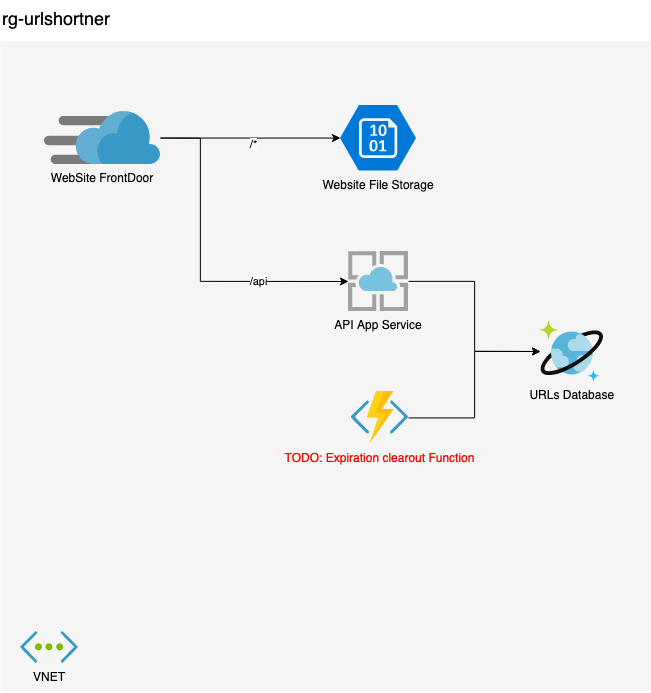 rg-urlshortner
/*
10
01
WebSite FrontDoor
Website File Storage
/api
API App Service
URLs Database
TODO: Expiration clearout Function
VNET